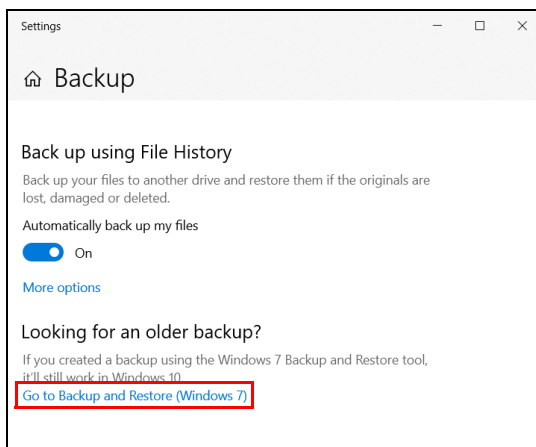 Settings
Backup
Back up using File History
Back up your files to another drive and restore them if the originals are
lost, damaged or deleted.
Automatically back up my files
On
More options
Looking for an older backup?
If you created a backup using the Windows 7 Backup and Restore tool,
it'll still work in Windows 10.
Go to Backup and Restore (Windows 7)